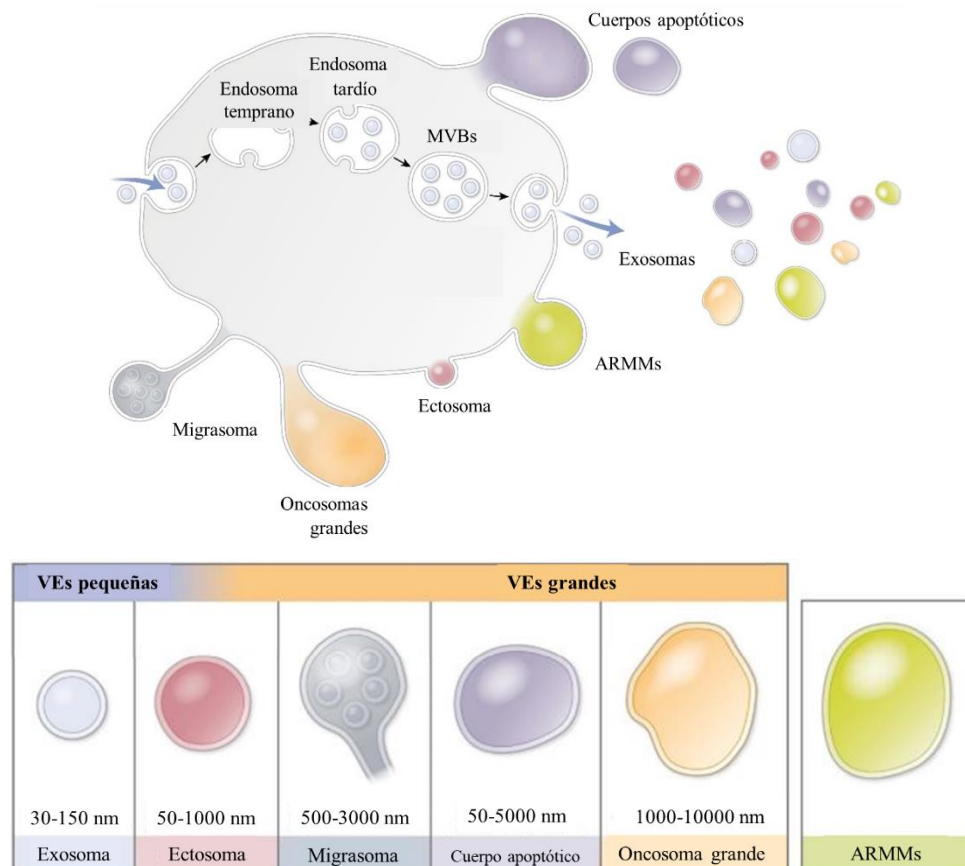 Cuerpos apoptóticos
Endosoma
tardío
Endosoma
temprano
MVBs
Exosomas
ARMMs
Ectosoma
Migrasoma
Oncosomas
grandes
VEs pequeñas
VEs grandes
30-150 nm
50-1000 nm
500-3000 nm
50-5000 nm
1000-10000 nm
Exosoma
Ectosoma
Migrasoma
Cuerpo apoptótico
Oncosoma grande
ARMMs